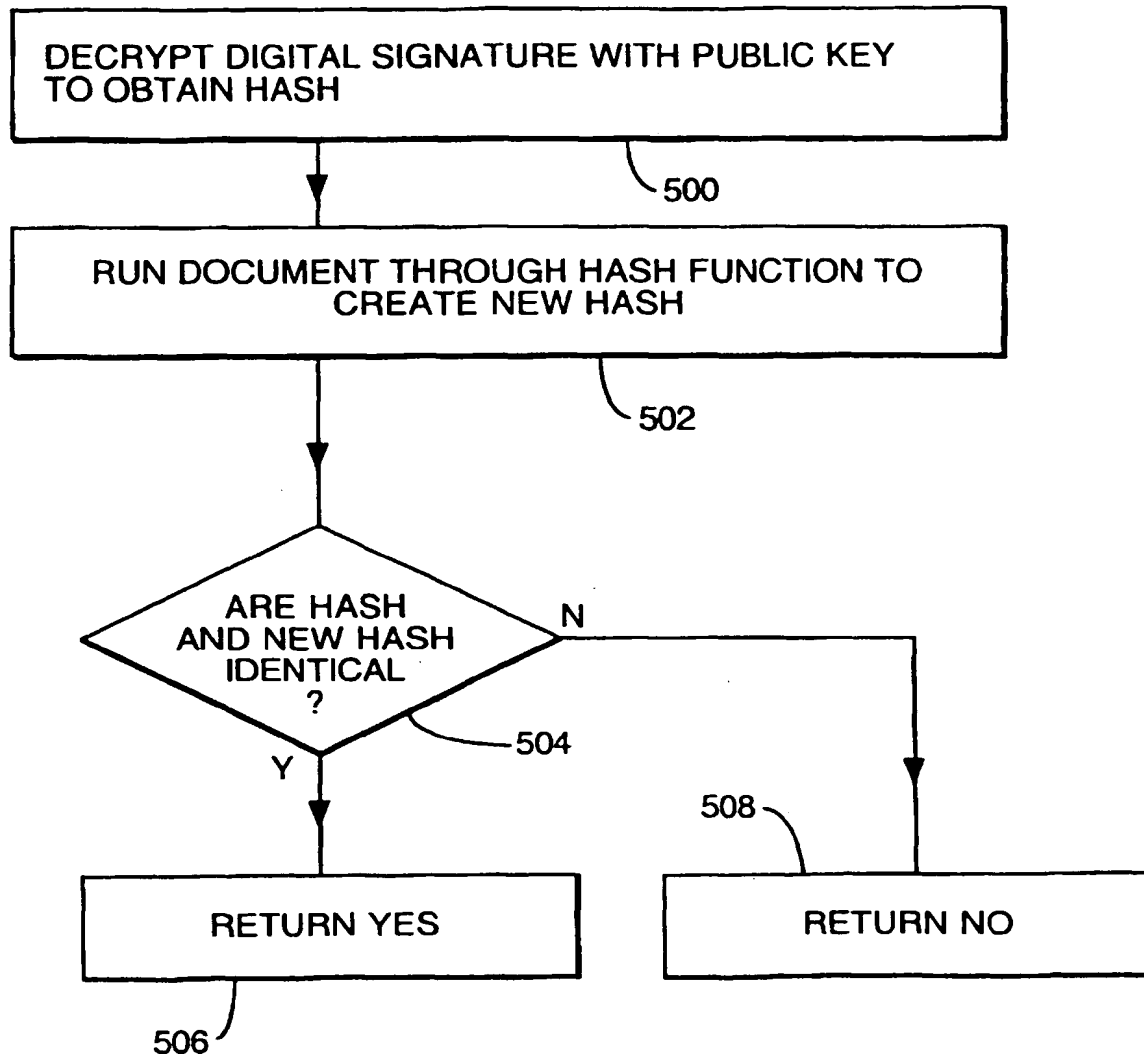 DECRYPT DIGITAL SIGNATURE WITH PUBLIC KEY
TO OBTAIN HASH
500
RUN DOCUMENT THROUGH HASH FUNCTION TO
CREATE NEW HASH
502
ARE HASH
AND NEW HASH
IDENTICAL
?
N
504
Y
508
RETURN YES
RETURN NO
506